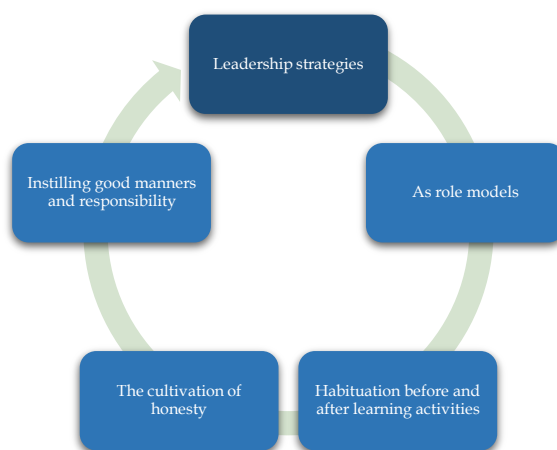 Leadership strategies
As role models
Habituation before and
after learning activities
The cultivation of
honesty
Instilling good manners
and responsibility